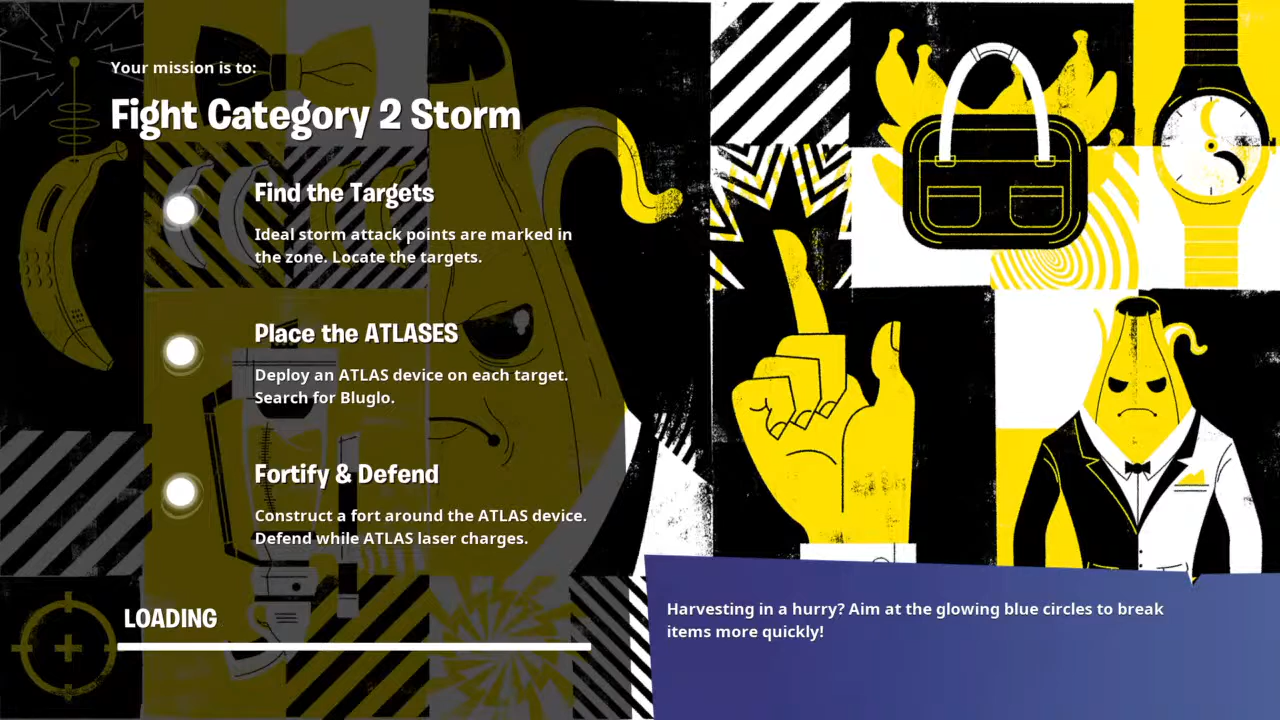 Your mission is to:
Fight Category 2 Storm
Find the Targets
Ideal storm attack points are marked in
the zone. Locate the targets.
Place the ATLASES
Deploy an ATLAS device on each target.
Search for Bluglo.
Fortify & Defend
Construct a fort around the ATLAS device.
Defend while ATLAS laser charges.
LOADING
Harvesting in a hurry? Aim at the glowing blue circles to break
items more quickly!